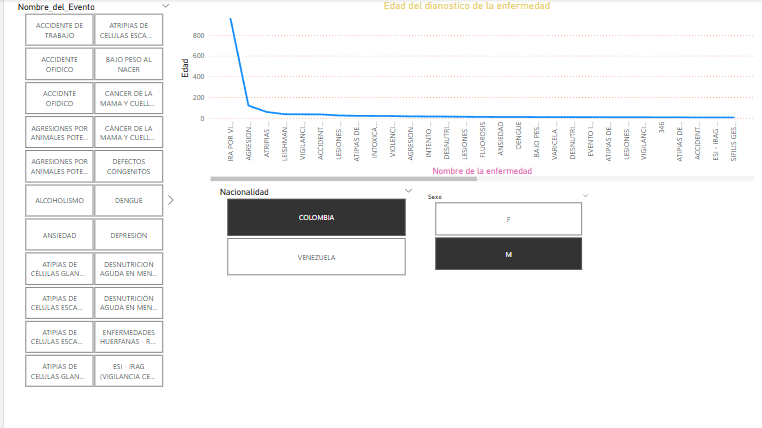 Nombre_del_Evento
ACCIDENTE DE
TRABAJO
ATRIPIAS DE
CELULAS ESCA...
ACCIDENTE
OFIDICO
BAJO PESO AL
NACER
ACCIDNTE
OFIDICO
CANCER DE LA
MAMA Y CUELL...
AGRESIONES POR
ANIMALES POTE...
CÁNCER DE LA
MAMA Y CUELL...
AGRESIONES POR
ANIMALES POTE...
DEFECTOS
CONGENITOS
ALCOHOLISMO
DENGUE
ANSIEDAD
DEPRESIÓN
ATIPIAS DE
CÉLULAS GLAN...
DESNUTRICION
AGUDA EN MEN...
ATIPIAS DE
CELULAS ESCA...
DESNUTRICIÓN
AGUDA EN MEN...
ATIPIAS DE
CÉLULAS ESCA...
ENFERMEDADES
HUERFANAS - R...
ATIPIAS DE
CELULAS GLAN...
ESI - IRAG
(VIGILANCIA CE...
Edad del dianostico de la enfermedad
Edad
800
600
400
200
0
IRA POR VI...
AGRESION...
ATRIPIAS...
LEISHMAN...
VIGILANCI...
ACCIDENT...
LESIONES...
ATIPIAS DE...
INTOXICA...
VIOLENCI...
AGRESION...
INTENTO ...
DESNUTRI...
LESIONES...
FLUOROSIS
ANSIEDAD
DENGUE
BAJO PES...
VARICELA ...
DESNUTRI...
EVENTO I...
ATIPIAS DE...
LESIONES...
VIGILANCI...
346
ATIPIAS DE...
ACCIDENT...
ESI - IRAG...
SIFILIS GES...
Nombre de la enfermedad
Nacionalidad
COLOMBIA
VENEZUELA
Sexo
F
M